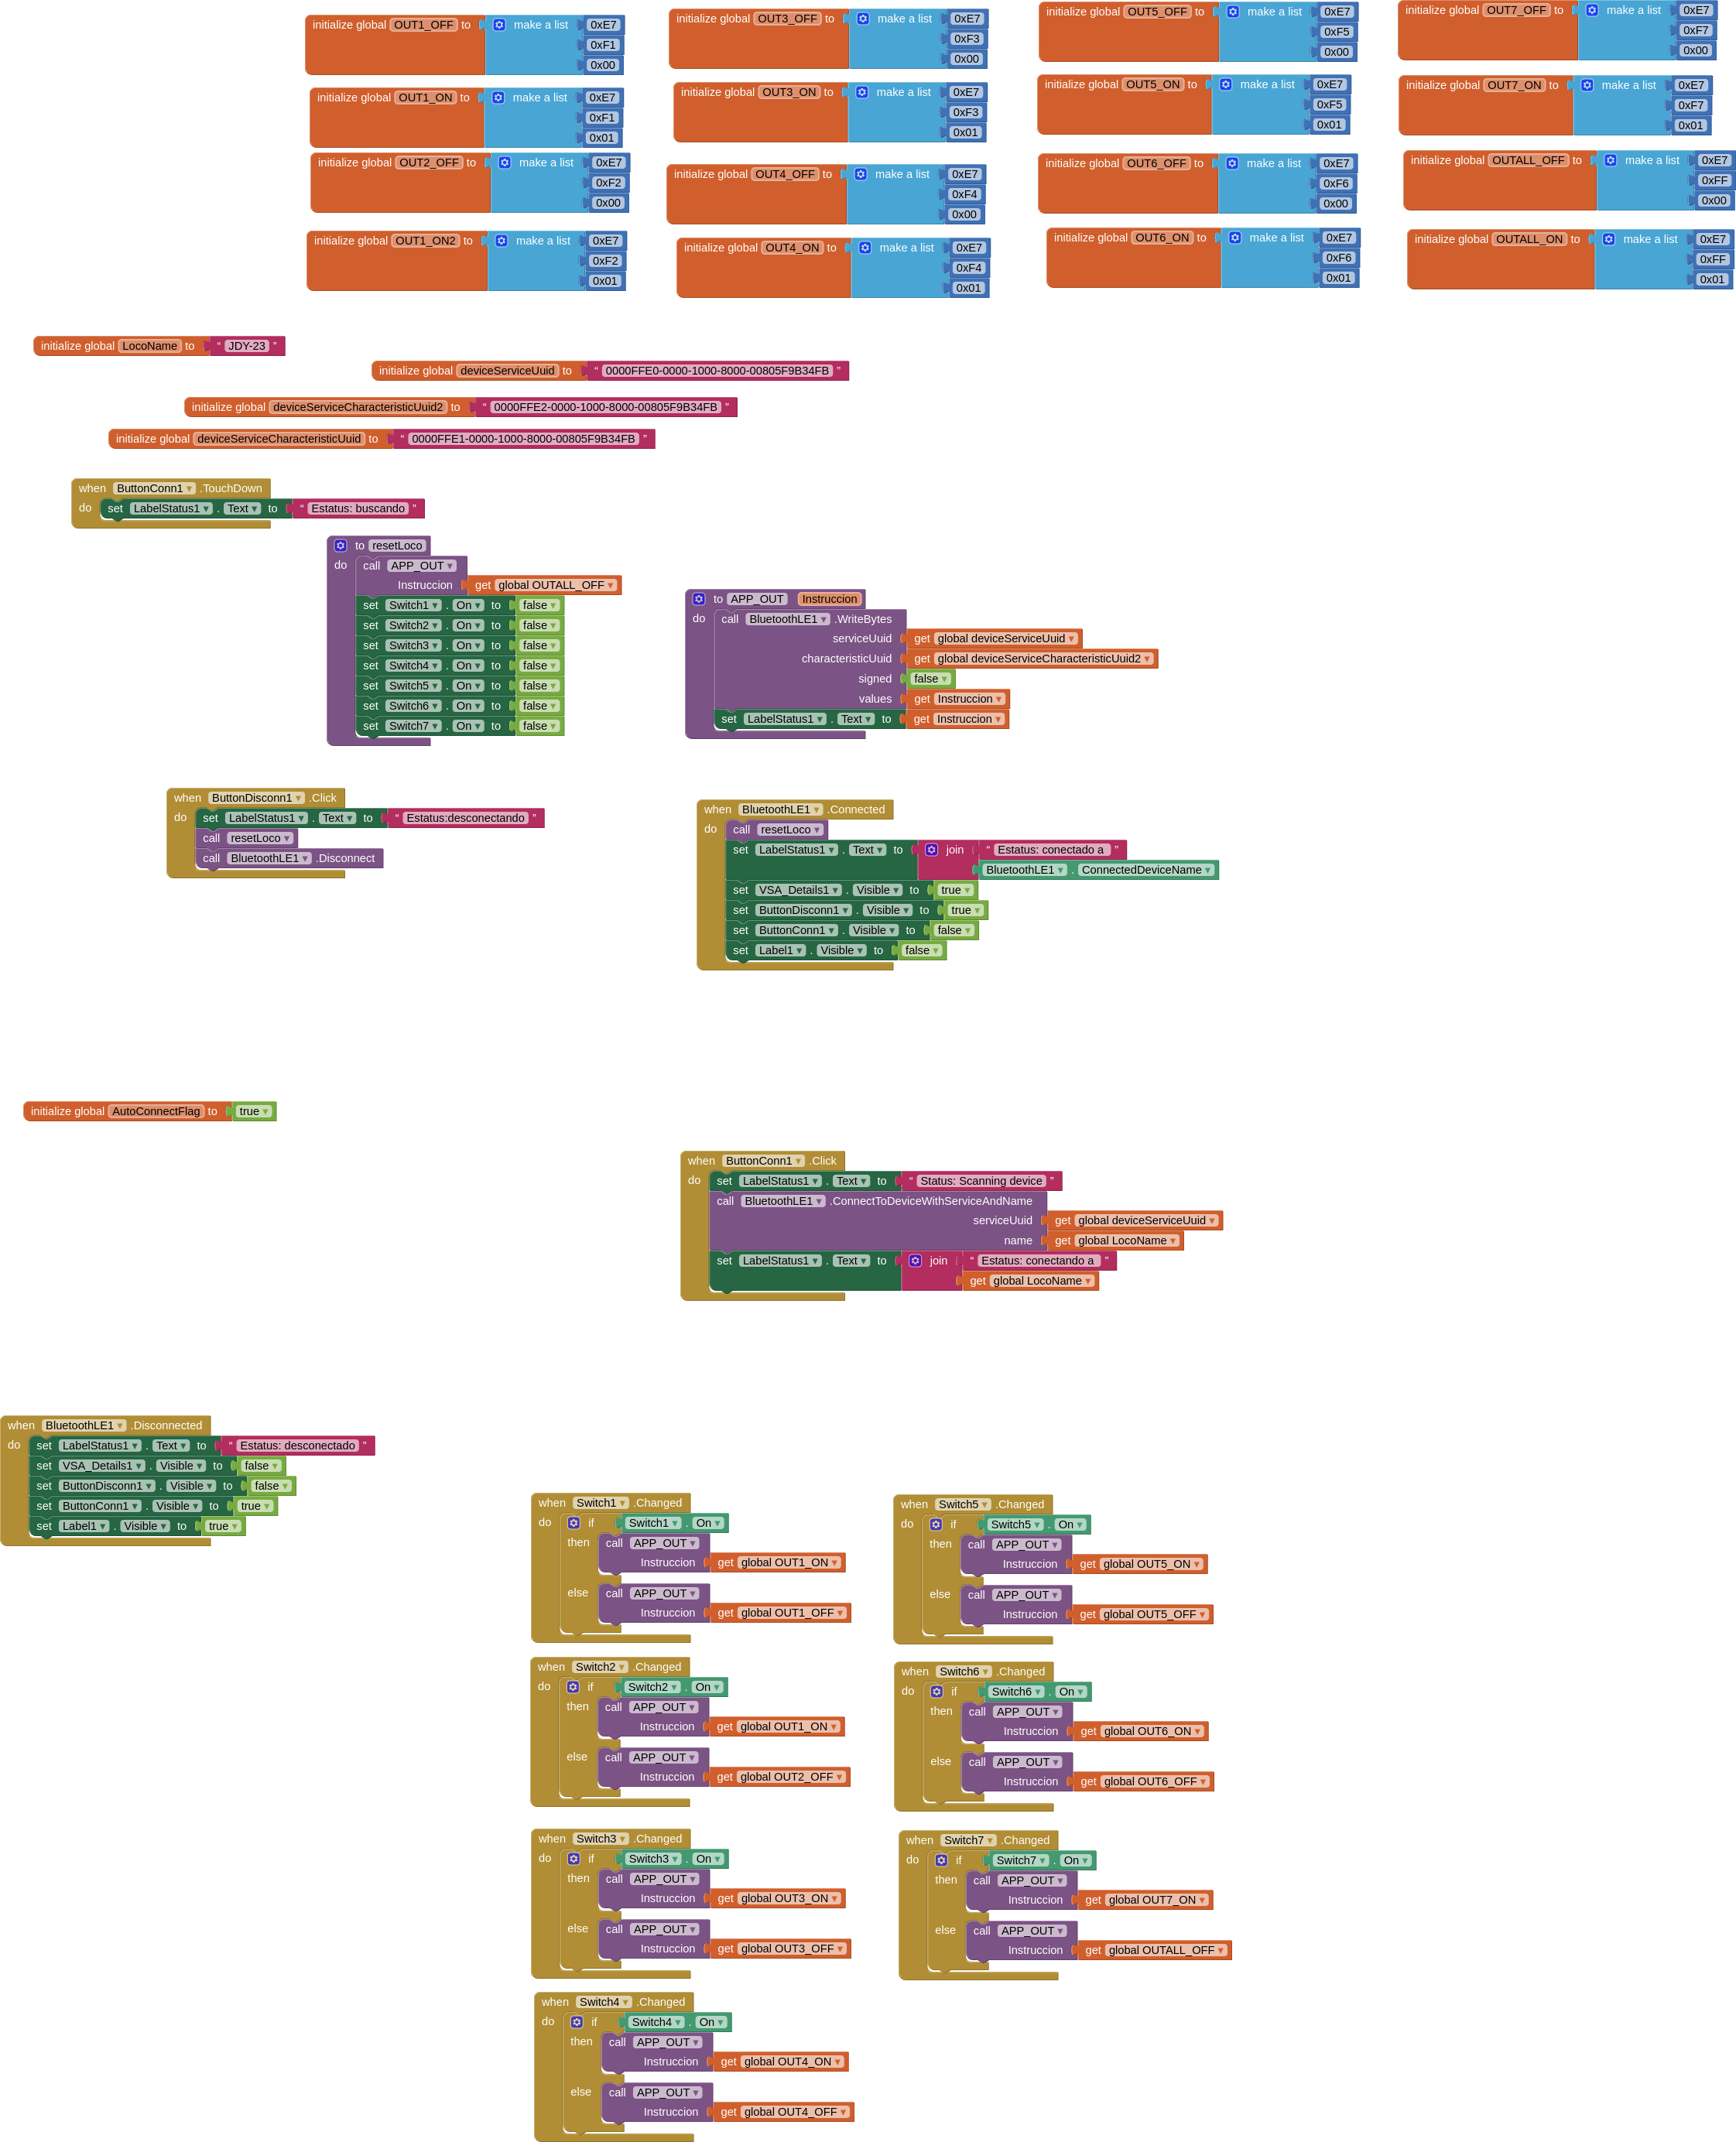 initialize global OUT1_OFF to make a list 0xE7
0xF1
0x00
initialize global OUT3_OFF to make a list 0xE7
0xF3
0x00
initialize global OUT5_OFF to make a list 0xE7
0xF5
0x00
initialize global OUT7_OFF to make a list 0xE7
0xF7
0x00
initialize global OUT1_ON to make a list 0xE7
0xF1
0x01
initialize global OUT3_ON to make a list 0xE7
0xF3
0x01
initialize global OUT5_ON to make a list 0xE7
0xF5
0x01
initialize global OUT7_ON to make a list 0xE7
0xF7
0x01
initialize global OUT2_OFF to make a list 0xE7
0xF2
0x00
initialize global OUT4_OFF to make a list 0xE7
0xF4
0x00
initialize global OUT6_OFF to make a list 0xE7
0xF6
0x00
initialize global OUTALL_OFF to make a list 0xE7
0xFF
0x00
initialize global OUT1_ON2 to make a list 0xE7
0xF2
0x01
initialize global OUT4_ON to make a list 0xE7
0xF4
0x01
initialize global OUT6_ON to make a list 0xE7
0xF6
0x01
initialize global OUTALL_ON to make a list 0xE7
0xFF
0x01
initialize global LocoName to “ JDY-23 ”
initialize global deviceServiceUuid to “ 0000FFE0-0000-1000-8000-00805F9B34FB ”
initialize global deviceServiceCharacteristicUuid2 to “ 0000FFE2-0000-1000-8000-00805F9B34FB ”
initialize global deviceServiceCharacteristicUuid to “ 0000FFE1-0000-1000-8000-00805F9B34FB ”
when ButtonConn1 .TouchDown
do set LabelStatus1 . Text to “ Estatus: buscando ”
to resetLoco
do call APP_OUT
Instruccion get global OUTALL_OFF
set Switch1 . On to false
set Switch2 . On to false
set Switch3 . On to false
set Switch4 . On to false
set Switch5 . On to false
set Switch6 . On to false
set Switch7 . On to false
to APP_OUT Instruccion
do call BluetoothLE1 .WriteBytes
serviceUuid get global deviceServiceUuid
characteristicUuid get global deviceServiceCharacteristicUuid2
signed false
values get Instruccion
set LabelStatus1 . Text to get Instruccion
when ButtonDisconn1 .Click
do set LabelStatus1 . Text to “ Estatus:desconectando ”
call resetLoco
call BluetoothLE1 .Disconnect
when BluetoothLE1 .Connected
do call resetLoco
set LabelStatus1 . Text to join “ Estatus: conectado a ”
BluetoothLE1 . ConnectedDeviceName
set VSA_Details1 . Visible to true
set ButtonDisconn1 . Visible to true
set ButtonConn1 . Visible to false
set Label1 . Visible to false
initialize global AutoConnectFlag to true
when ButtonConn1 .Click
do set LabelStatus1 . Text to “ Status: Scanning device ”
call BluetoothLE1 .ConnectToDeviceWithServiceAndName
serviceUuid get global deviceServiceUuid
name get global LocoName
set LabelStatus1 . Text to join “ Estatus: conectando a ”
get global LocoName
when BluetoothLE1 .Disconnected
do set LabelStatus1 . Text to “ Estatus: desconectado ”
set VSA_Details1 . Visible to false
set ButtonDisconn1 . Visible to false
set ButtonConn1 . Visible to true
set Label1 . Visible to true
when Switch1 .Changed
do if Switch1 . On
then call APP_OUT
Instruccion get global OUT1_ON
else call APP_OUT
Instruccion get global OUT1_OFF
when Switch5 .Changed
do if Switch5 . On
then call APP_OUT
Instruccion get global OUT5_ON
else call APP_OUT
Instruccion get global OUT5_OFF
when Switch2 .Changed
do if Switch2 . On
then call APP_OUT
Instruccion get global OUT1_ON
else call APP_OUT
Instruccion get global OUT2_OFF
when Switch6 .Changed
do if Switch6 . On
then call APP_OUT
Instruccion get global OUT6_ON
else call APP_OUT
Instruccion get global OUT6_OFF
when Switch3 .Changed
do if Switch3 . On
then call APP_OUT
Instruccion get global OUT3_ON
else call APP_OUT
Instruccion get global OUT3_OFF
when Switch7 .Changed
do if Switch7 . On
then call APP_OUT
Instruccion get global OUT7_ON
else call APP_OUT
Instruccion get global OUTALL_OFF
when Switch4 .Changed
do if Switch4 . On
then call APP_OUT
Instruccion get global OUT4_ON
else call APP_OUT
Instruccion get global OUT4_OFF